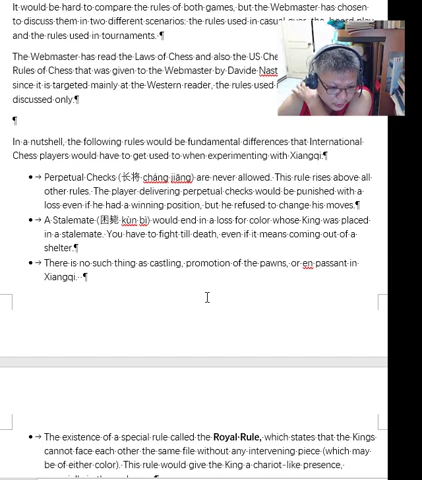 It would be hard to compare the rules of both games, but the Webmaster has chosen
to discuss them in two different scenarios: the rules used in casual over the board play
and the rules used in tournaments. ¶
The Webmaster has read the Laws of Chess and also the US Che
Rules of Chess that was given to the Webmaster by Davide Nast
since it is targeted mainly at the Western reader, the rules used i
discussed only.¶
¶
In a nutshell, the following rules would be fundamental differences that International
Chess players would have to get used to when experimenting with Xiangqi:¶
• → Perpetual Checks (长将 cháng jiāng) are never allowed. This rule rises above all
other rules. The player delivering perpetual checks would be punished with a
loss even if he had a winning position, but he refused to change his moves.¶
• → A Stalemate (困毙 kùn bì) would end in a loss for color whose King was placed
in a stalemate. You have to fight till death, even if it means coming out of a
shelter.¶
• → There is no such thing as castling, promotion of the pawns, or en passant in
Xiangqi. ¶
• → The existence of a special rule called the Royal Rule, which states that the Kings
cannot face each other the same file without any intervening piece (which may
be of either color). This rule would give the King a chariot-like presence,